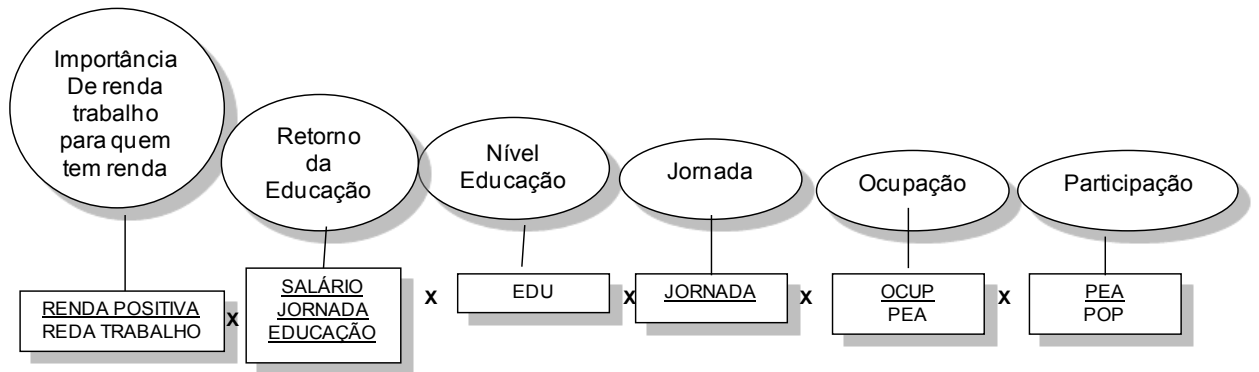 Importância
De renda
trabalho
para quem
tem renda
Retorno
da
Educação
Nível
Educação
Jornada
Ocupação
Participação
RENDA POSITIVA
REDA TRABALHO
x
SALÁRIO
JORNADA
EDUCAÇÃO
x
EDU
x
JORNADA
x
OCUP
PEA
x
PEA
POP